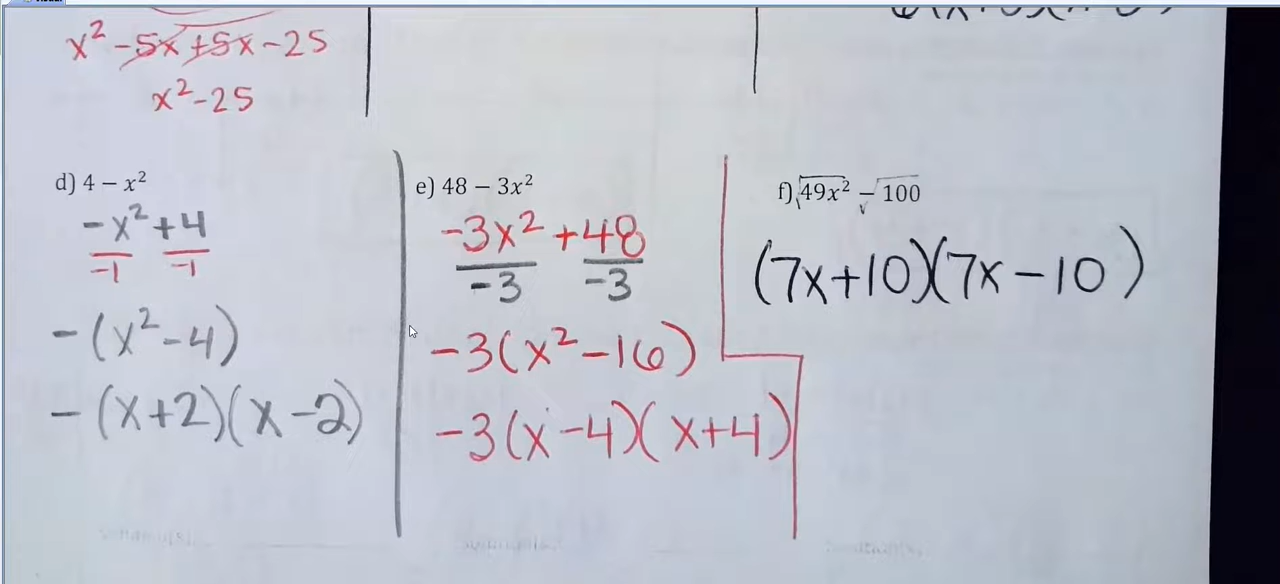 x² - 5x + 5x - 25
x² - 25
d) 4 − x²
-x² + 4
-1 -1
-(x² - 4)
-(x+2)(x-2)
e) 48 − 3x²
-3x² + 48
-3 -3
-3(x² - 16)
-3(x-4)(x+4)
f) √49x² − √100
(7x+10)(7x-10)